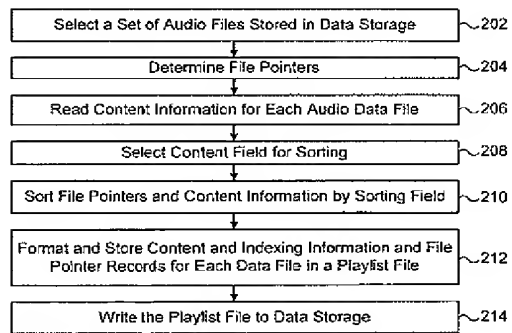 Select a Set of Audio Files Stored in Data Storage 202
Determine File Pointers 204
Read Content Information for Each Audio Data File 206
Select Content Field for Sorting 208
Sort File Pointers and Content Information by Sorting Field 210
Format and Store Content and Indexing Information and File
Pointer Records for Each Data File in a Playlist File 212
Write the Playlist File to Data Storage 214